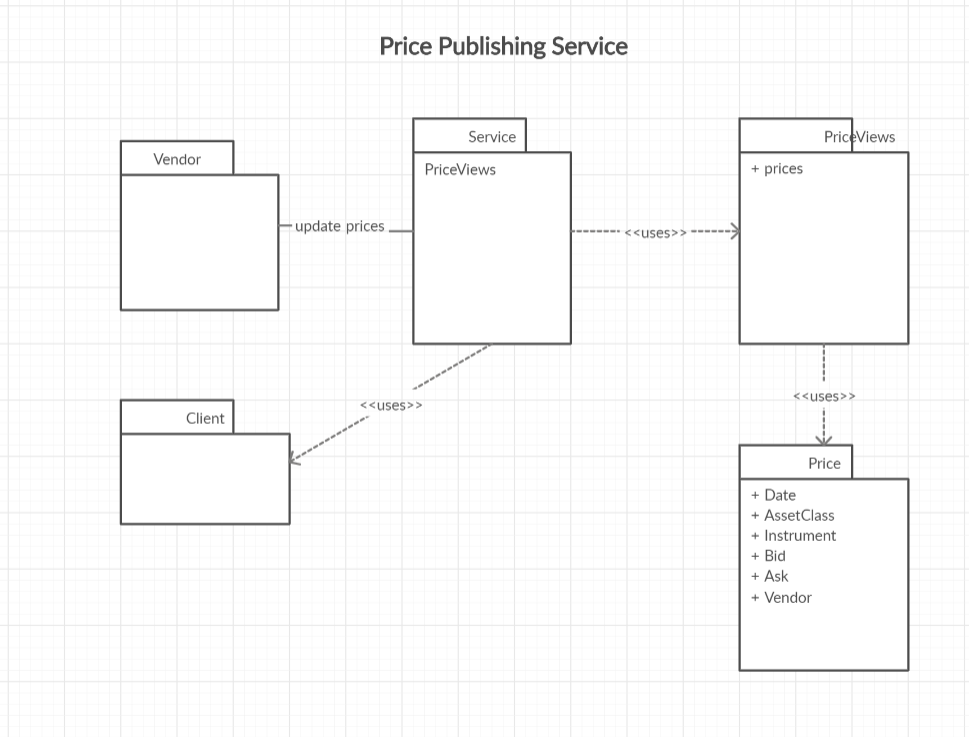 Price Publishing Service
Vendor
update prices
Service
PriceViews
<<uses>>
PriceViews
+ prices
<<uses>>
Client
<<uses>>
Price
+ Date
+ AssetClass
+ Instrument
+ Bid
+ Ask
+ Vendor